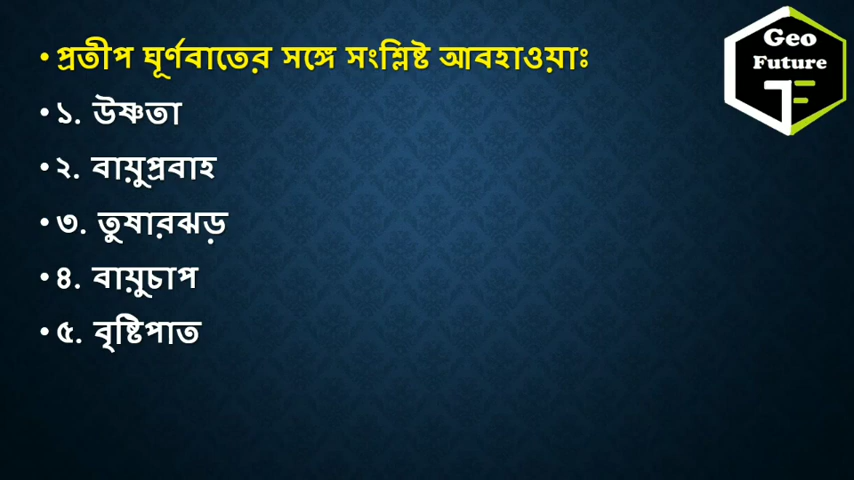 • প্রতীপ ঘূর্ণবাতের সঙ্গে সংশ্লিষ্ট আবহাওয়াঃ
• ১. উষ্ণতা
• ২. বায়ুপ্রবাহ
• ৩. তুষারঝড়
• ৪. বায়ুচাপ
• ৫. বৃষ্টিপাত
Geo
Future